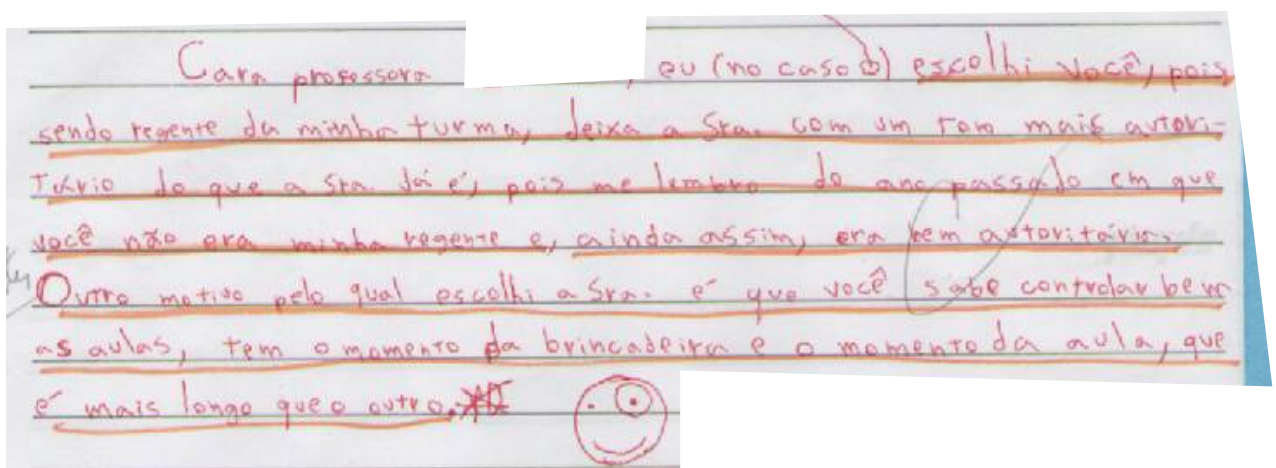 Cara professora , eu (no caso ) escolhi você, pois
sendo regente da minha turma, deixa a Sra. com um tom mais autori-
tário do que a Sra. já é, pois me lembro do ano passado em que
você não era minha regente e, ainda assim, era bem autoritária.
Outro motivo pelo qual escolhi a Sra. é que você sabe controlar bem
as aulas, tem o momento da brincadeira e o momento da aula, que
é mais longo que o outro.